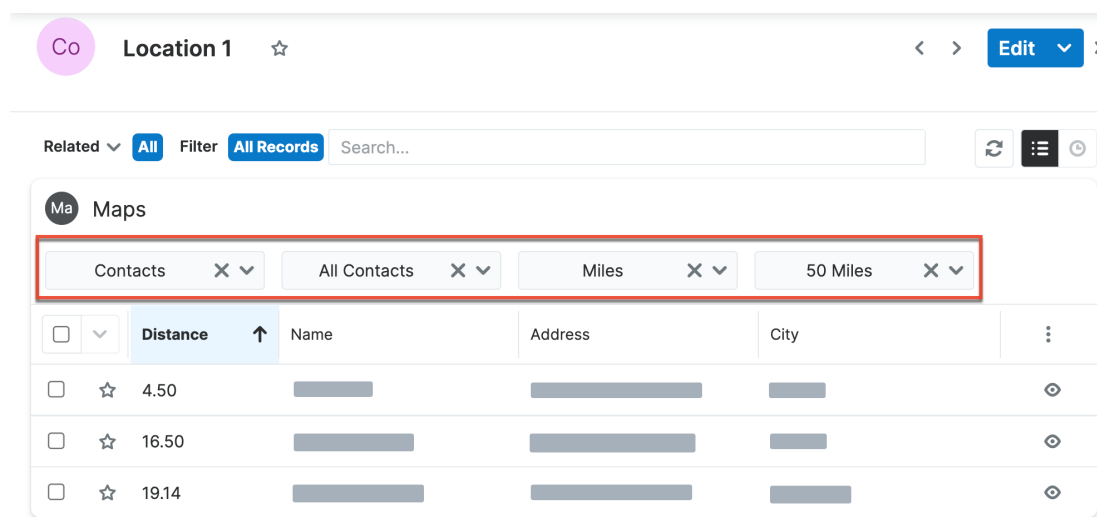 Co Location 1 Edit
Related All Filter All Records Search...
Ma Maps
Contacts All Contacts Miles 50 Miles
Distance Name Address City
4.50
16.50
19.14